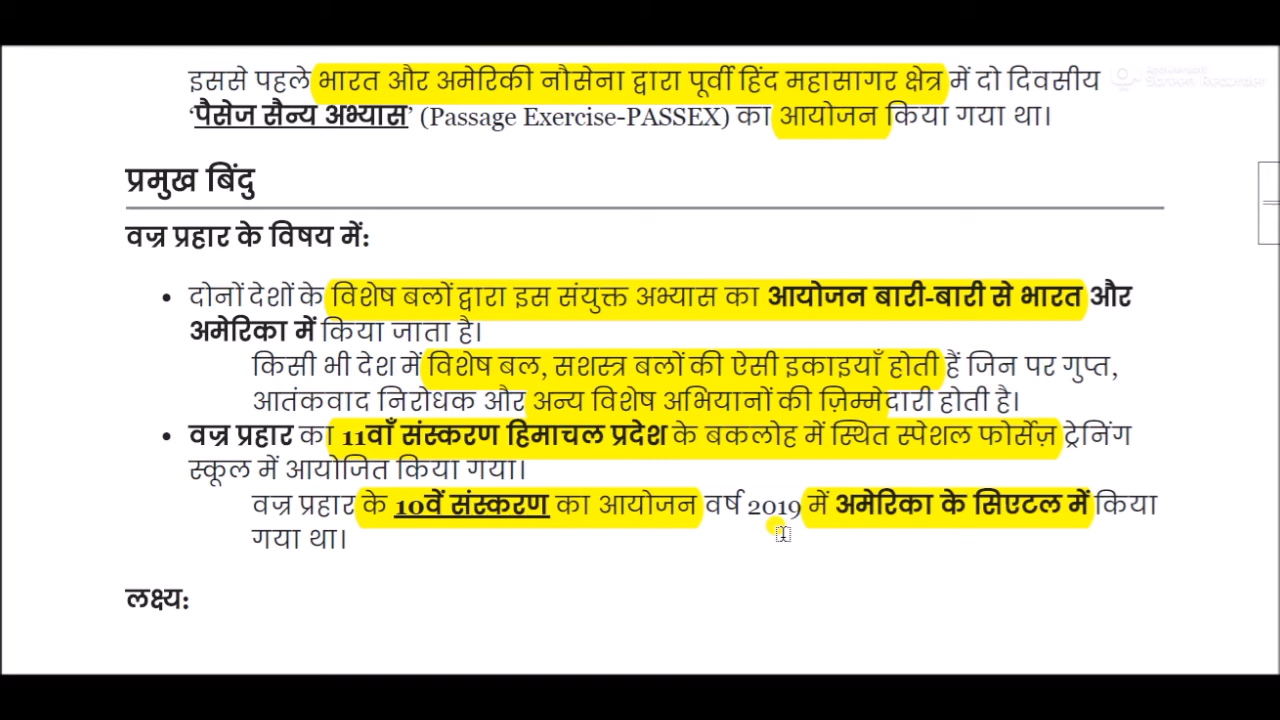 इससे पहले भारत और अमेरिकी नौसेना द्वारा पूर्वी हिंद महासागर क्षेत्र में दो दिवसीय
‘पैसेज सैन्य अभ्यास’ (Passage Exercise-PASSEX) का आयोजन किया गया था।
प्रमुख बिंदु
वज्र प्रहार के विषय में:
• दोनों देशों के विशेष बलों द्वारा इस संयुक्त अभ्यास का आयोजन बारी-बारी से भारत और
अमेरिका में किया जाता है।
किसी भी देश में विशेष बल, सशस्त्र बलों की ऐसी इकाइयाँ होती हैं जिन पर गुप्त,
आतंकवाद निरोधक और अन्य विशेष अभियानों की ज़िम्मेदारी होती है।
• वज्र प्रहार का 11वाँ संस्करण हिमाचल प्रदेश के बकलोह में स्थित स्पेशल फोर्सेज़ ट्रेनिंग
स्कूल में आयोजित किया गया।
वज्र प्रहार के 10वें संस्करण का आयोजन वर्ष 2019 में अमेरिका के सिएटल में किया
गया था।
लक्ष्य: